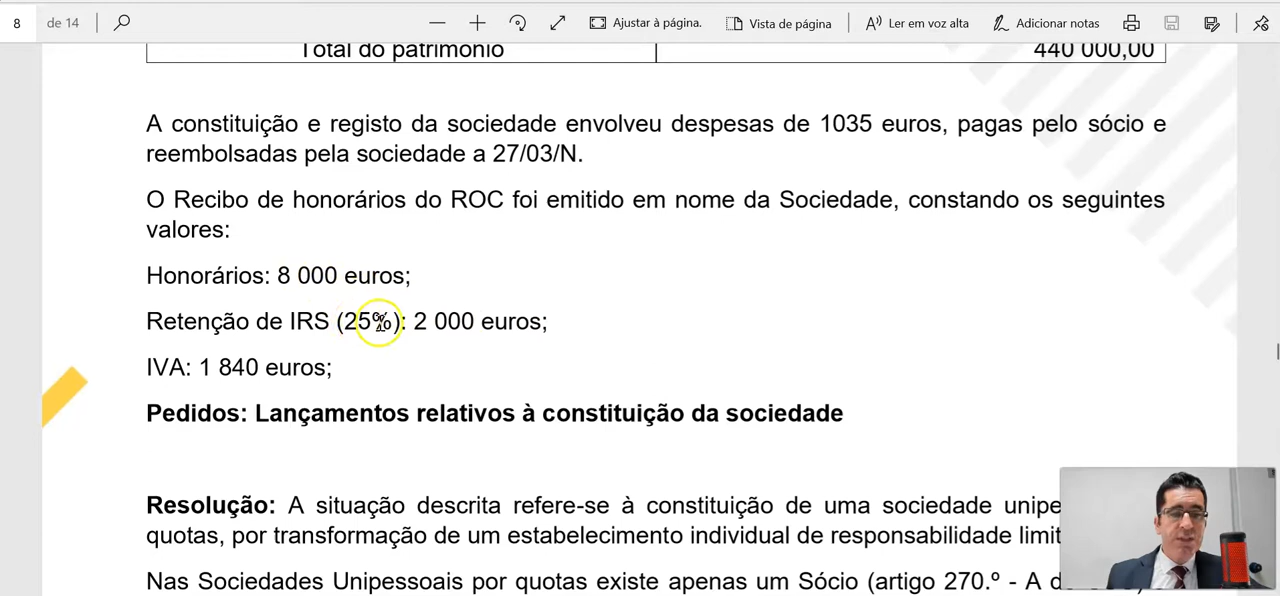 8 de 14 Ajustar à página. Vista de página Ler em voz alta Adicionar notas
Total do património 440 000,00
A constituição e registo da sociedade envolveu despesas de 1035 euros, pagas pelo sócio e
reembolsadas pela sociedade a 27/03/N.
O Recibo de honorários do ROC foi emitido em nome da Sociedade, constando os seguintes
valores:
Honorários: 8 000 euros;
Retenção de IRS (25%): 2 000 euros;
IVA: 1 840 euros;
Pedidos: Lançamentos relativos à constituição da sociedade
Resolução: A situação descrita refere-se à constituição de uma sociedade
quotas, por transformação de um estabelecimento individual de responsabilidade
Nas Sociedades Unipessoais por quotas existe apenas um Sócio (artigo 270.º - A